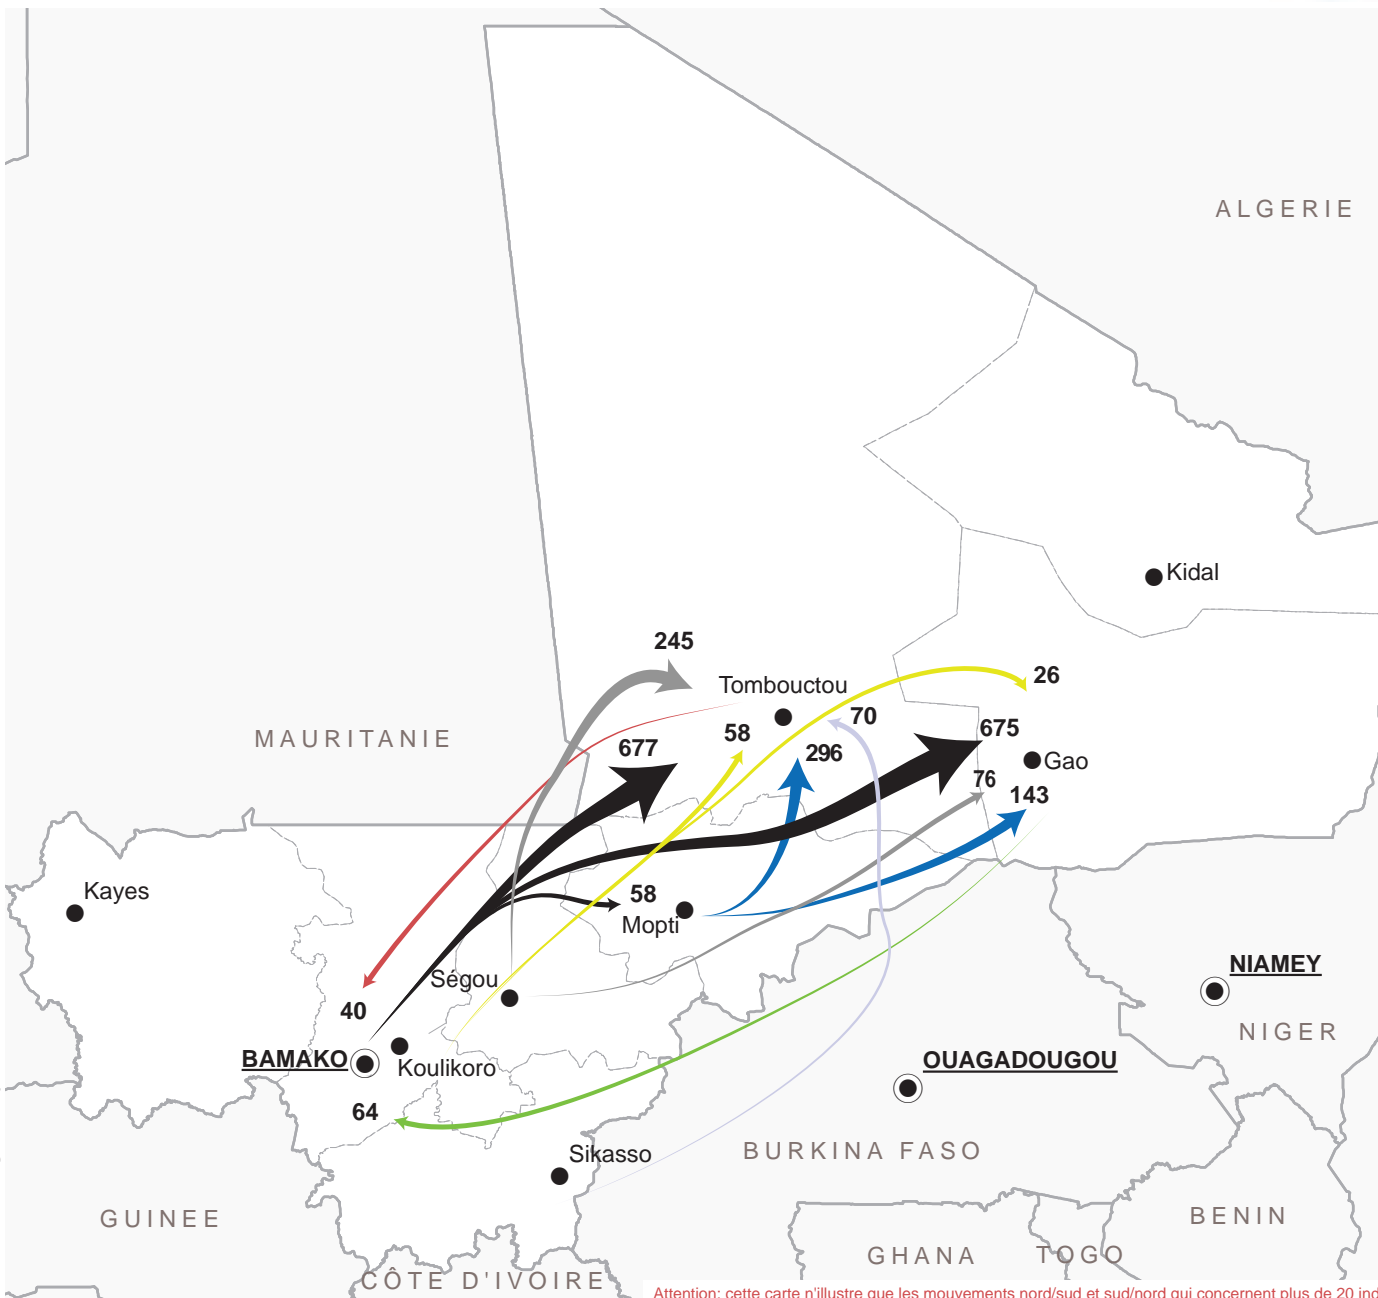 ALGERIE
Kidal
245
Tombouctou
26
70
58
675
MAURITANIE
677
296
Gao
76
143
Kayes
58
Mopti
Ségou
NIAMEY
40
NIGER
BAMAKO
Koulikoro
OUAGADOUGOU
64
Sikasso
BURKINA FASO
GUINEE
BENIN
GHANA
TOGO
CÔTE D'IVOIRE
Attention: cette carte n'illustre que les mouvements nord/sud et sud/nord qui concernent plus de 20 ind